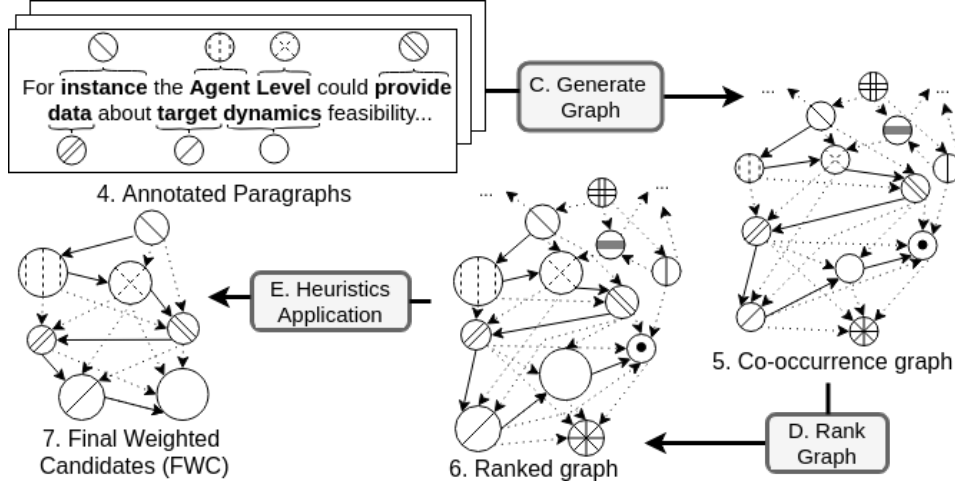 For instance the Agent Level could provide
data about target dynamics feasibility...
4. Annotated Paragraphs
C. Generate
Graph
...
...
5. Co-occurrence graph
D. Rank
Graph
...
...
6. Ranked graph
E. Heuristics
Application
7. Final Weighted
Candidates (FWC)